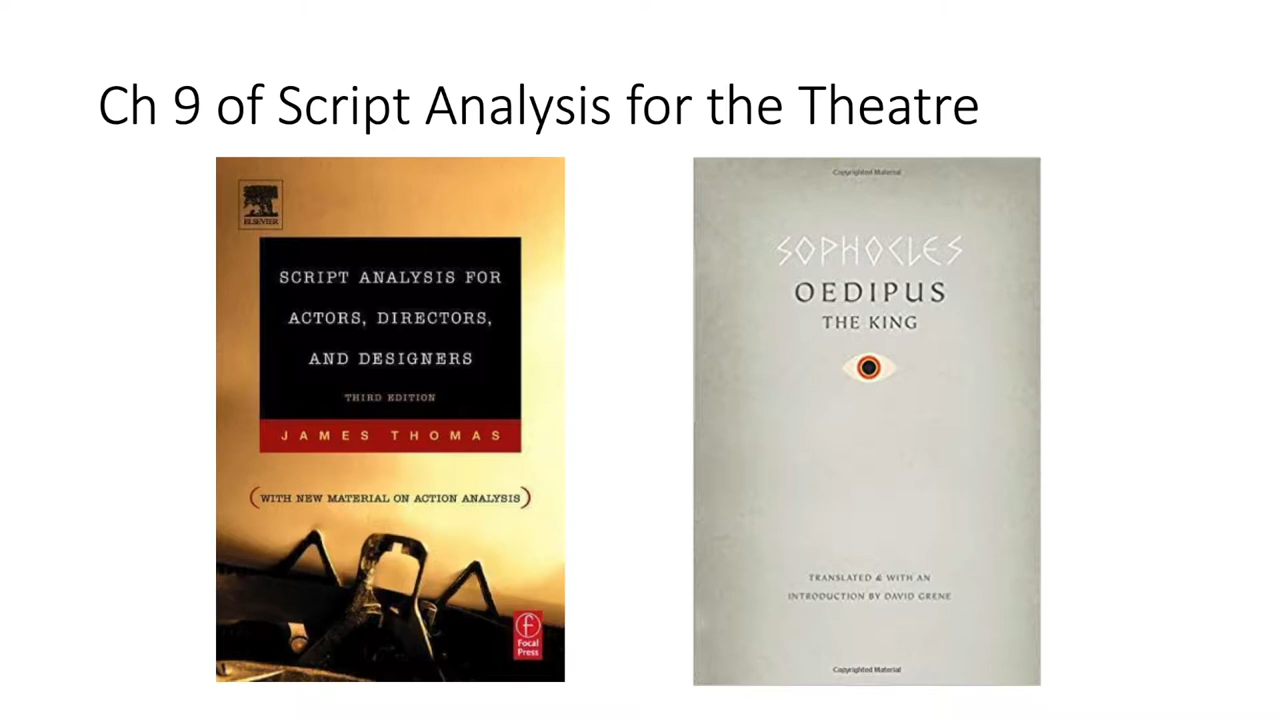 Ch 9 of Script Analysis for the Theatre
ELSEVIER
SCRIPT ANALYSIS FOR
ACTORS, DIRECTORS,
AND DESIGNERS
THIRD EDITION
JAMES THOMAS
(WITH NEW MATERIAL ON ACTION ANALYSIS)
f
Focal
Press
Copyrighted Material
SOPHOCLES
OEDIPUS
THE KING
TRANSLATED & WITH AN
INTRODUCTION BY DAVID GRENE
Copyrighted Material